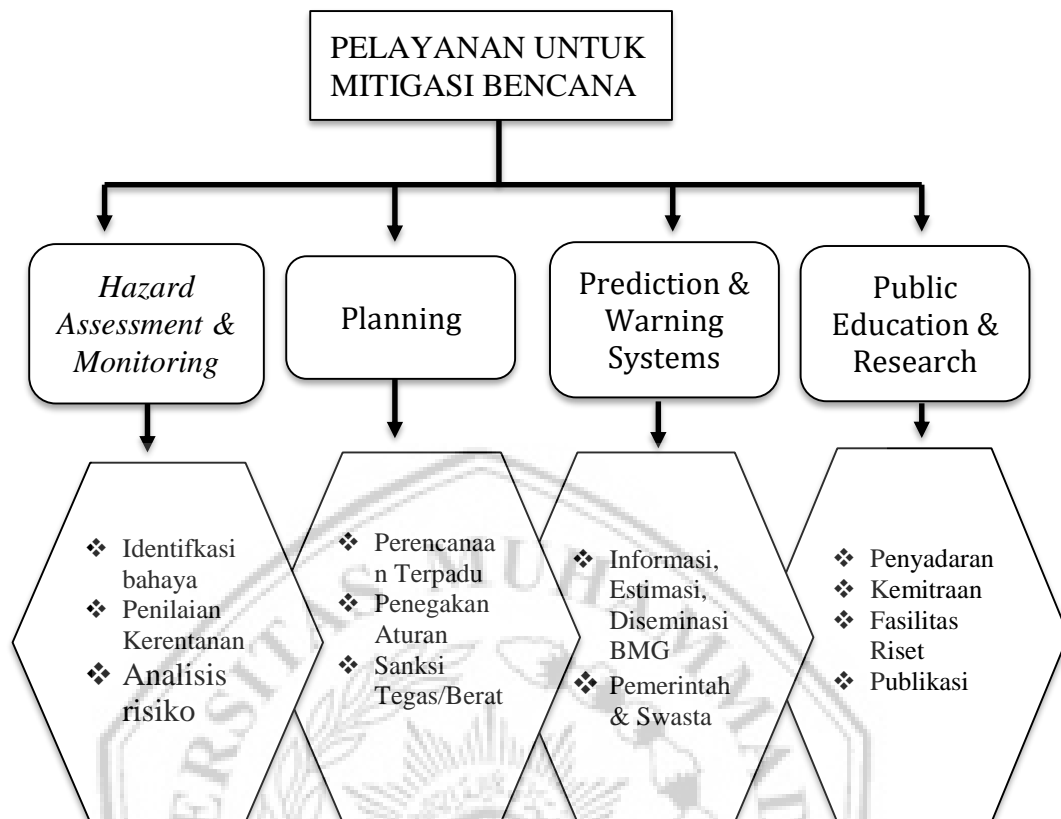 PELAYANAN UNTUK
MITIGASI BENCANA
Hazard
Assessment &
Monitoring
Planning
Prediction &
Warning
Systems
Public
Education &
Research
❖ Identifkasi
bahaya
❖ Penilaian
Kerentanan
❖ Analisis
risiko
❖ Perencanaa
n Terpadu
❖ Penegakan
Aturan
❖ Sanksi
Tegas/Berat
❖ Informasi,
Estimasi,
Diseminasi
BMG
❖ Pemerintah
& Swasta
❖ Penyadaran
❖ Kemitraan
❖ Fasilitas
Riset
❖ Publikasi
ERSITAS MUHAMMAD